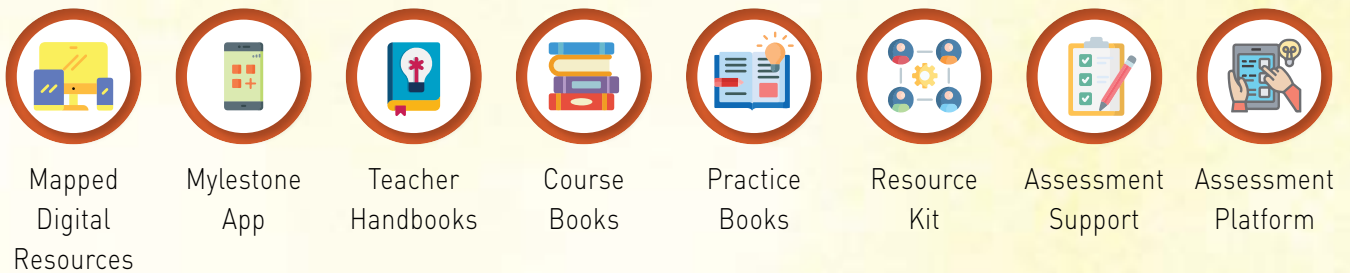 Mapped
Digital
Resources
Mylestone
App
Teacher
Handbooks
Course
Books
Practice
Books
Resource
Kit
Assessment
Support
Assessment
Platform